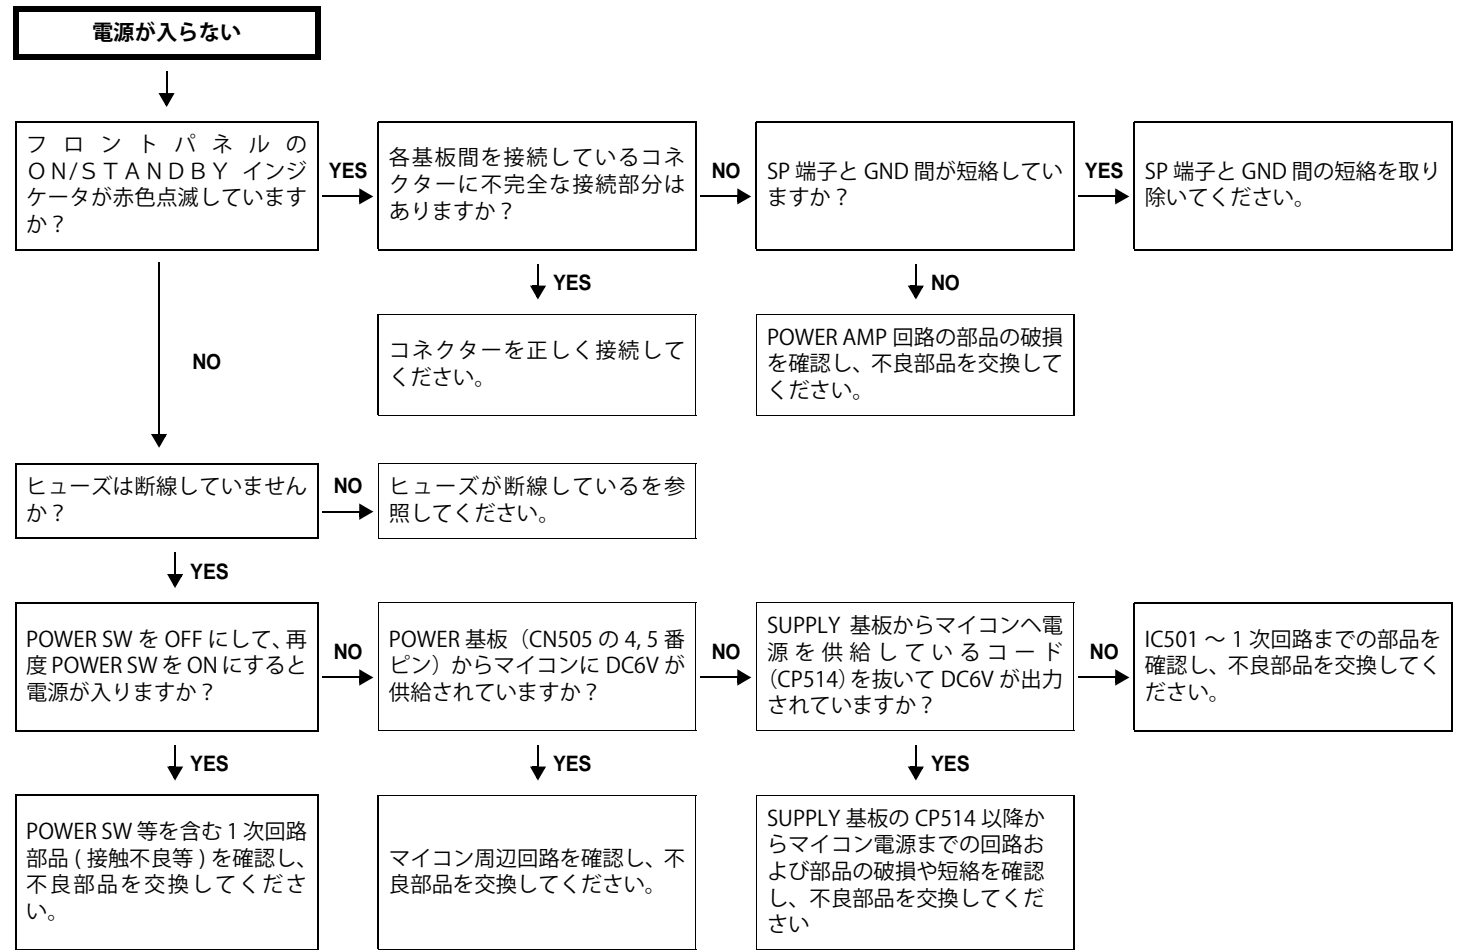 電源が入らない
フロントパネルの
ON/STANDBY インジ
ケータが赤色点滅しています
か？
YES
各基板間を接続しているコネ
クターに不完全な接続部分は
ありますか？
NO
SP 端子と GND 間が短絡してい
ますか？
YES
SP 端子と GND 間の短絡を取り
除いてください。
YES
NO
NO
コネクターを正しく接続して
ください。
POWER AMP 回路の部品の破損
を確認し、不良部品を交換して
ください。
ヒューズは断線していません
か？
NO
ヒューズが断線しているを参
照してください。
YES
POWER SW を OFF にして、再
度 POWER SW を ON にすると
電源が入りますか？
NO
POWER 基板（CN505 の 4, 5 番
ピン）からマイコンに DC6V が
供給されていますか？
NO
SUPPLY 基板からマイコンへ電
源を供給しているコード
（CP514）を抜いて DC6V が出力
されていますか？
NO
IC501 ～ 1 次回路までの部品を
確認し、不良部品を交換してく
ださい。
YES
YES
YES
POWER SW 等を含む 1 次回路
部品 ( 接触不良等 ) を確認し、
不良部品を交換してくださ
い。
マイコン周辺回路を確認し、不
良部品を交換してください。
SUPPLY 基板の CP514 以降か
らマイコン電源までの回路お
よび部品の破損や短絡を確認
し、不良部品を交換してくだ
さい